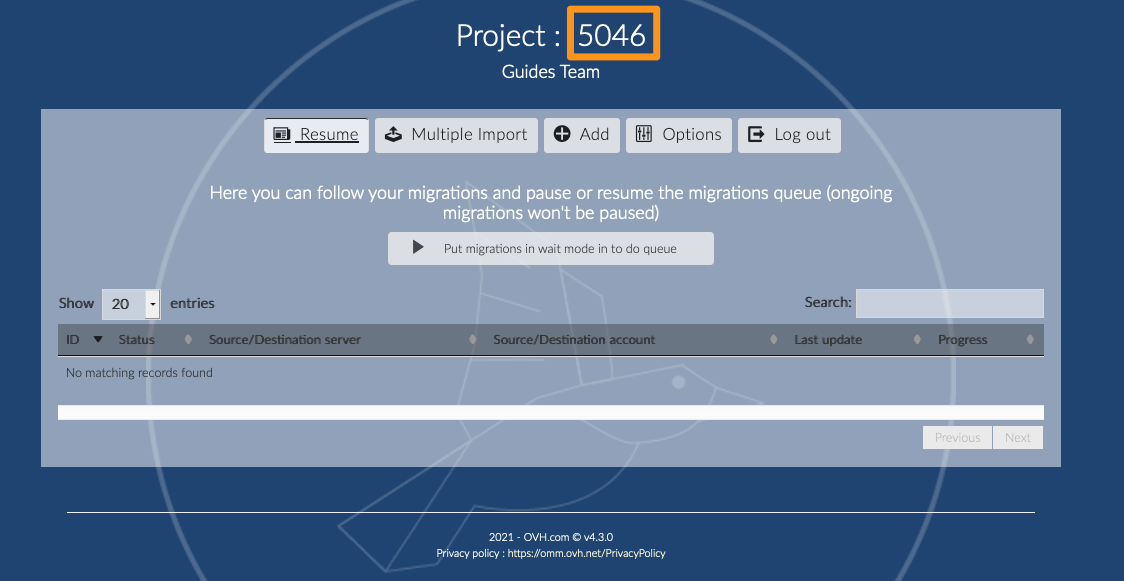 Project : 5046
Guides Team
Resume Multiple Import Add Options Log out
Here you can follow your migrations and pause or resume the migrations queue (ongoing
migrations won't be paused)
Put migrations in wait mode in to do queue
Show 20 entries Search:
ID Status Source/Destination server Source/Destination account Last update Progress
No matching records found
Previous Next
2021 - OVH.com © v4.3.0
Privacy policy : https://omm.ovh.net/PrivacyPolicy